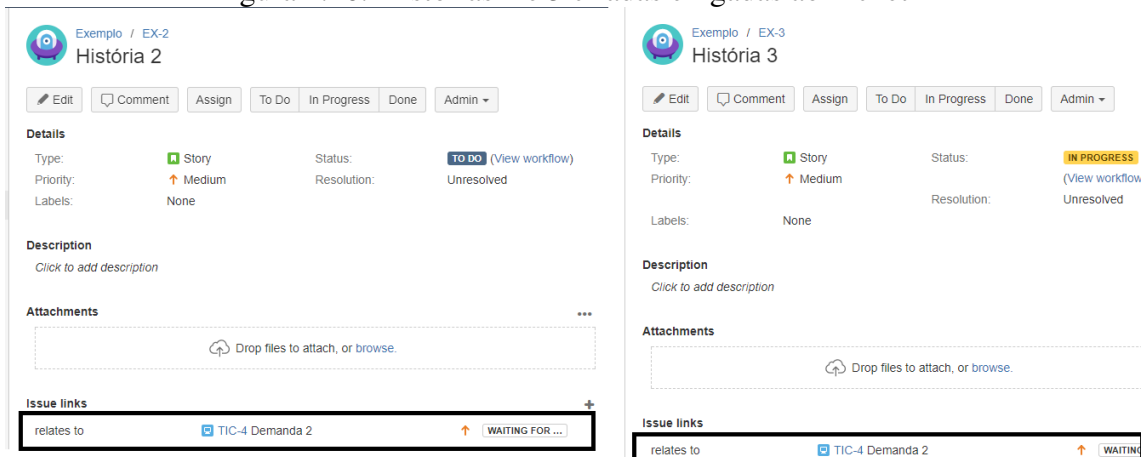 Exemplo / EX-2
História 2
Edit Comment Assign To Do In Progress Done Admin
Details
Type: Story Status: TO DO (View workflow)
Priority: Medium Resolution: Unresolved
Labels: None
Description
Click to add description
Attachments
Drop files to attach, or browse.
Issue links
relates to TIC-4 Demanda 2 WAITING FOR ...
Exemplo / EX-3
História 3
Edit Comment Assign To Do In Progress Done Admin
Details
Type: Story Status: IN PROGRESS
Priority: Medium (View workflow
Resolution: Unresolved
Labels: None
Description
Click to add description
Attachments
Drop files to attach, or browse.
Issue links
relates to TIC-4 Demanda 2